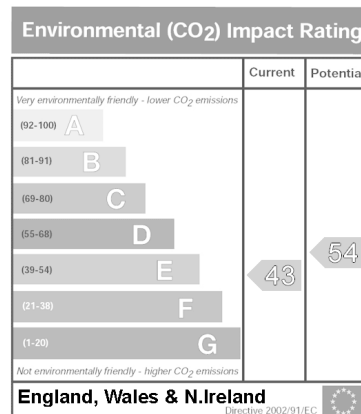 Environmental (CO2) Impact Rating
Current Potentia
Very environmentally friendly - lower CO2 emissions
(92-100) A
(81-91) B
(69-80) C
(55-68) D
(39-54) E
43
54
(21-38) F
(1-20) G
Not environmentally friendly - higher CO2 emissions
England, Wales & N.Ireland
Directive 2002/91/EC